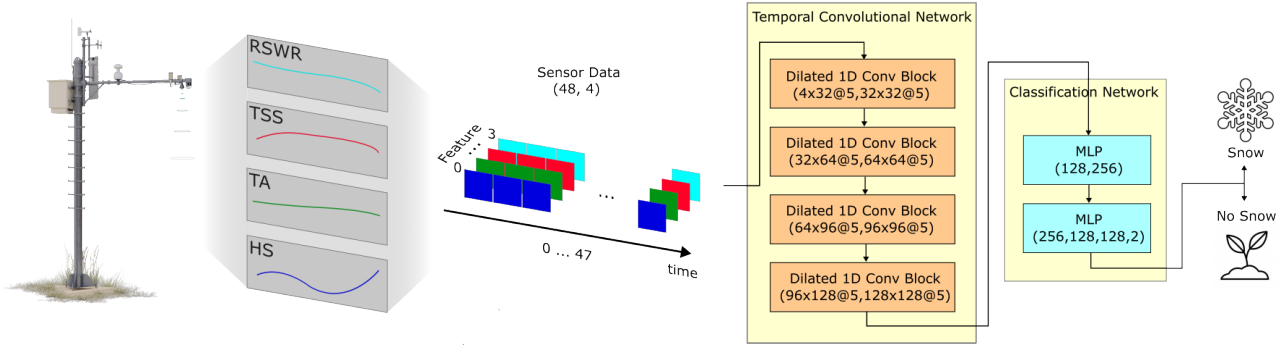 RSWR
TSS
TA
HS
Sensor Data
(48, 4)
Feature
0 ... 3
0 ... 47
time
Temporal Convolutional Network
Dilated 1D Conv Block
(4x32@5,32x32@5)
Dilated 1D Conv Block
(32x64@5,64x64@5)
Dilated 1D Conv Block
(64x96@5,96x96@5)
Dilated 1D Conv Block
(96x128@5,128x128@5)
Classification Network
MLP
(128,256)
MLP
(256,128,128,2)
Snow
No Snow